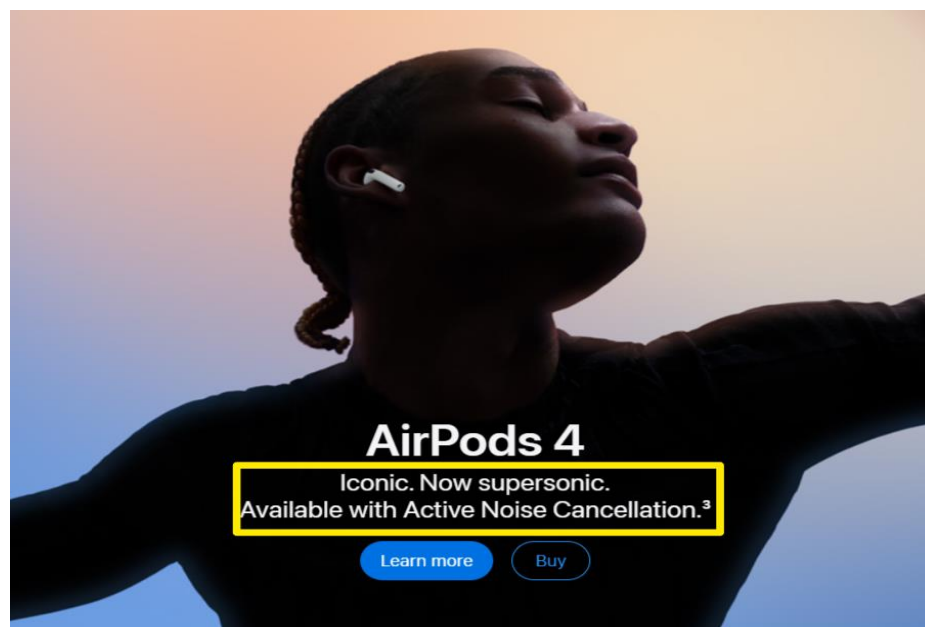 AirPods 4
Iconic. Now supersonic.
Available with Active Noise Cancellation.³
Learn more
Buy